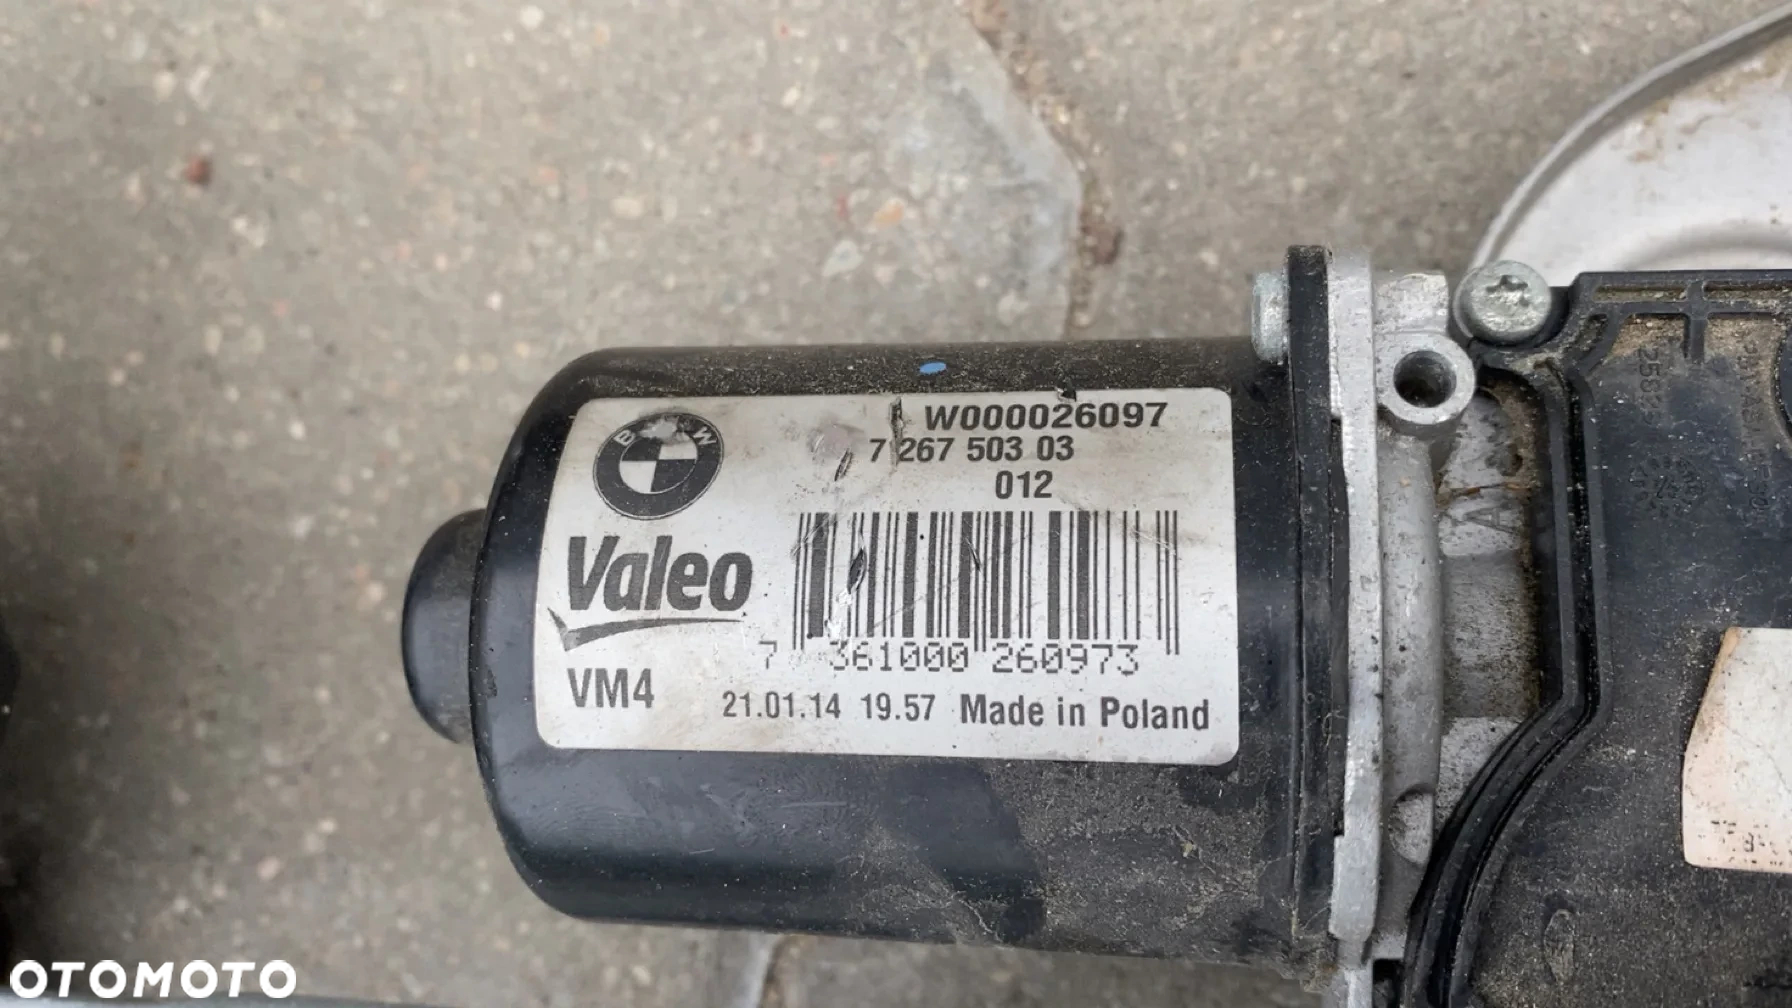 BMW
W000026097
7 267 503 03
012
Valeo
7 361000 260973
VM4
21.01.14 19.57 Made in Poland
OTOMOTO